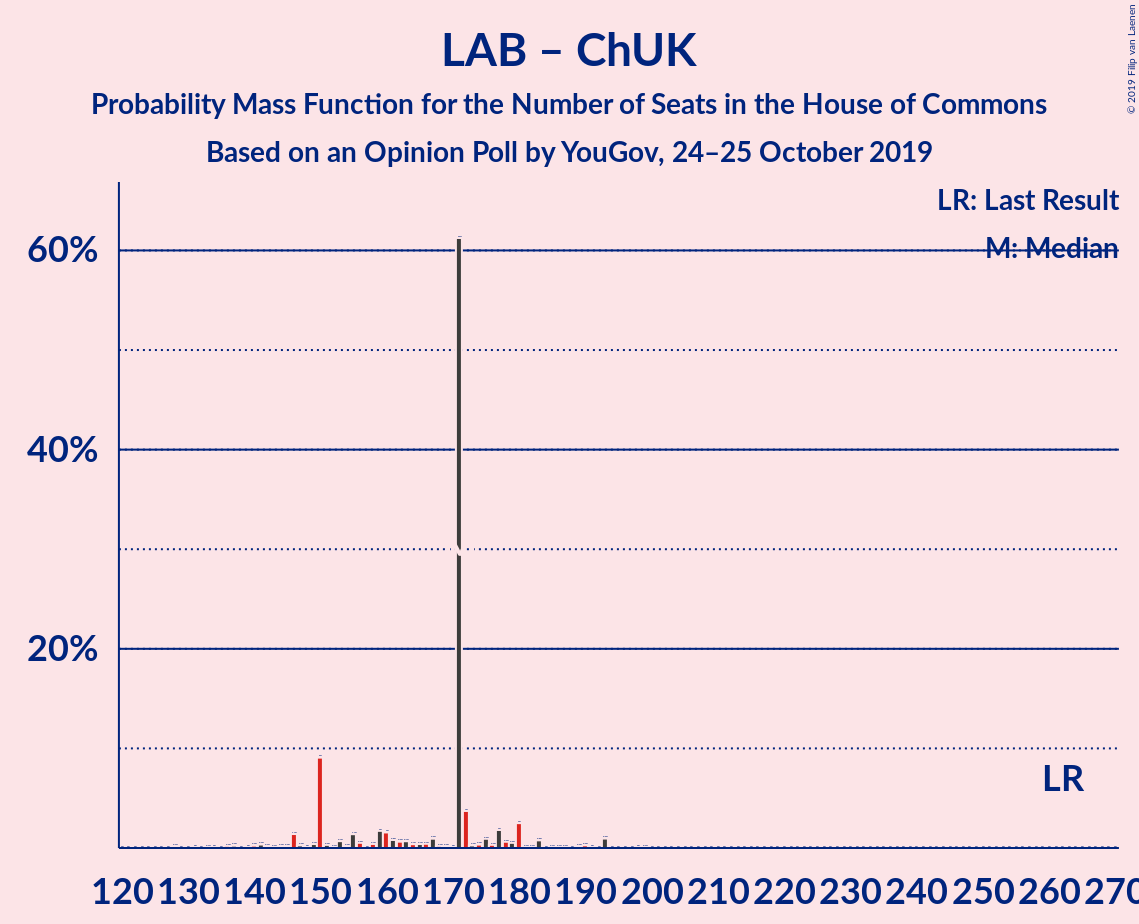 LAB – ChUK
Probability Mass Function for the Number of Seats in the House of Commons
Based on an Opinion Poll by YouGov, 24–25 October 2019
© 2019 Filip van Laenen
LR: Last Result
M: Median
60%
40%
20%
LR
120 130 140 150 160 170 180 190 200 210 220 230 240 250 260 270